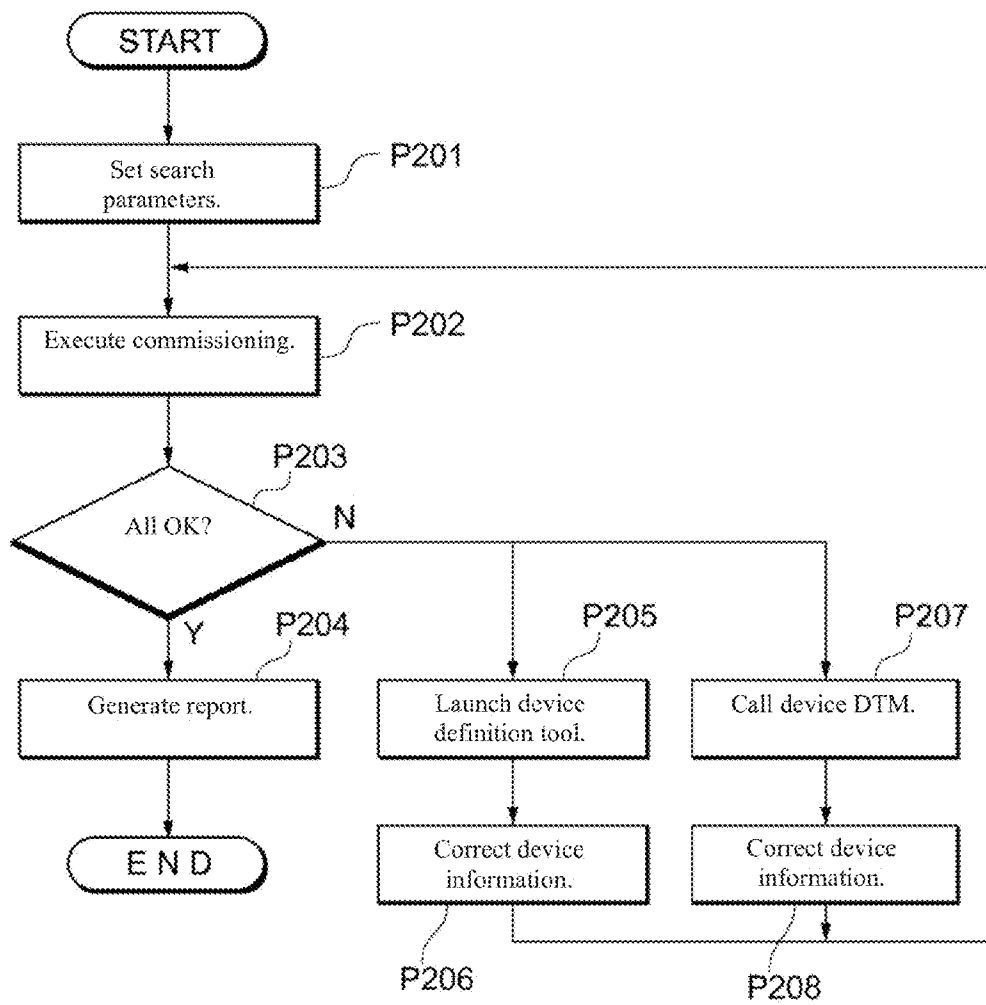 START
P201
Set search
parameters.
P202
Execute commissioning.
P203
All OK?
N
Y
P204
P205
P207
Generate report.
Launch device
definition tool.
Call device DTM.
E N D
Correct device
information.
Correct device
information.
P206
P208